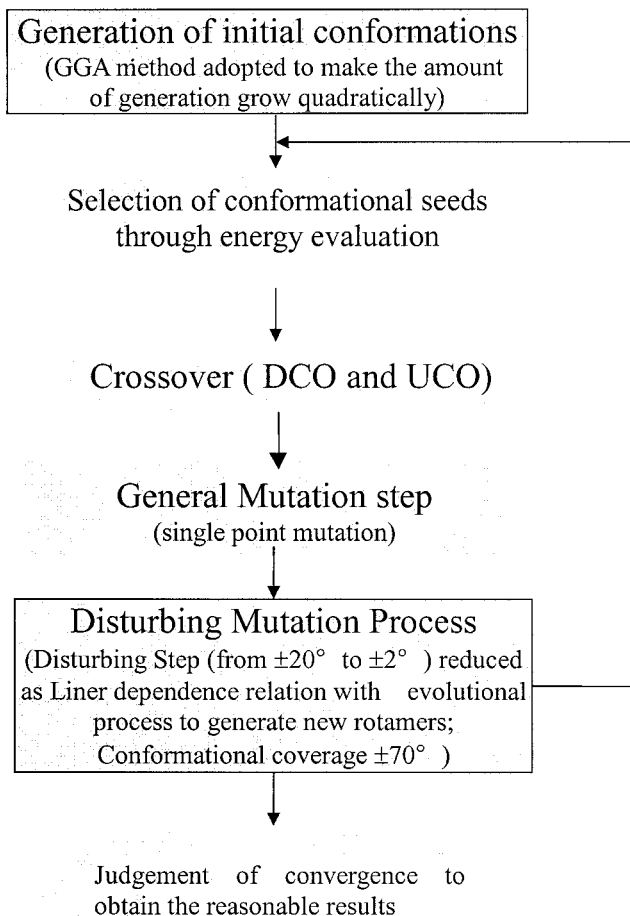 Generation of initial conformations
(GGA method adopted to make the amount
of generation grow quadratically)
Selection of conformational seeds
through energy evaluation
Crossover ( DCO and UCO)
General Mutation step
(single point mutation)
Disturbing Mutation Process
(Disturbing Step (from ±20° to ±2° ) reduced
as Liner dependence relation with evolutional
process to generate new rotamers;
Conformational coverage ±70° )
Judgement of convergence to
obtain the reasonable results